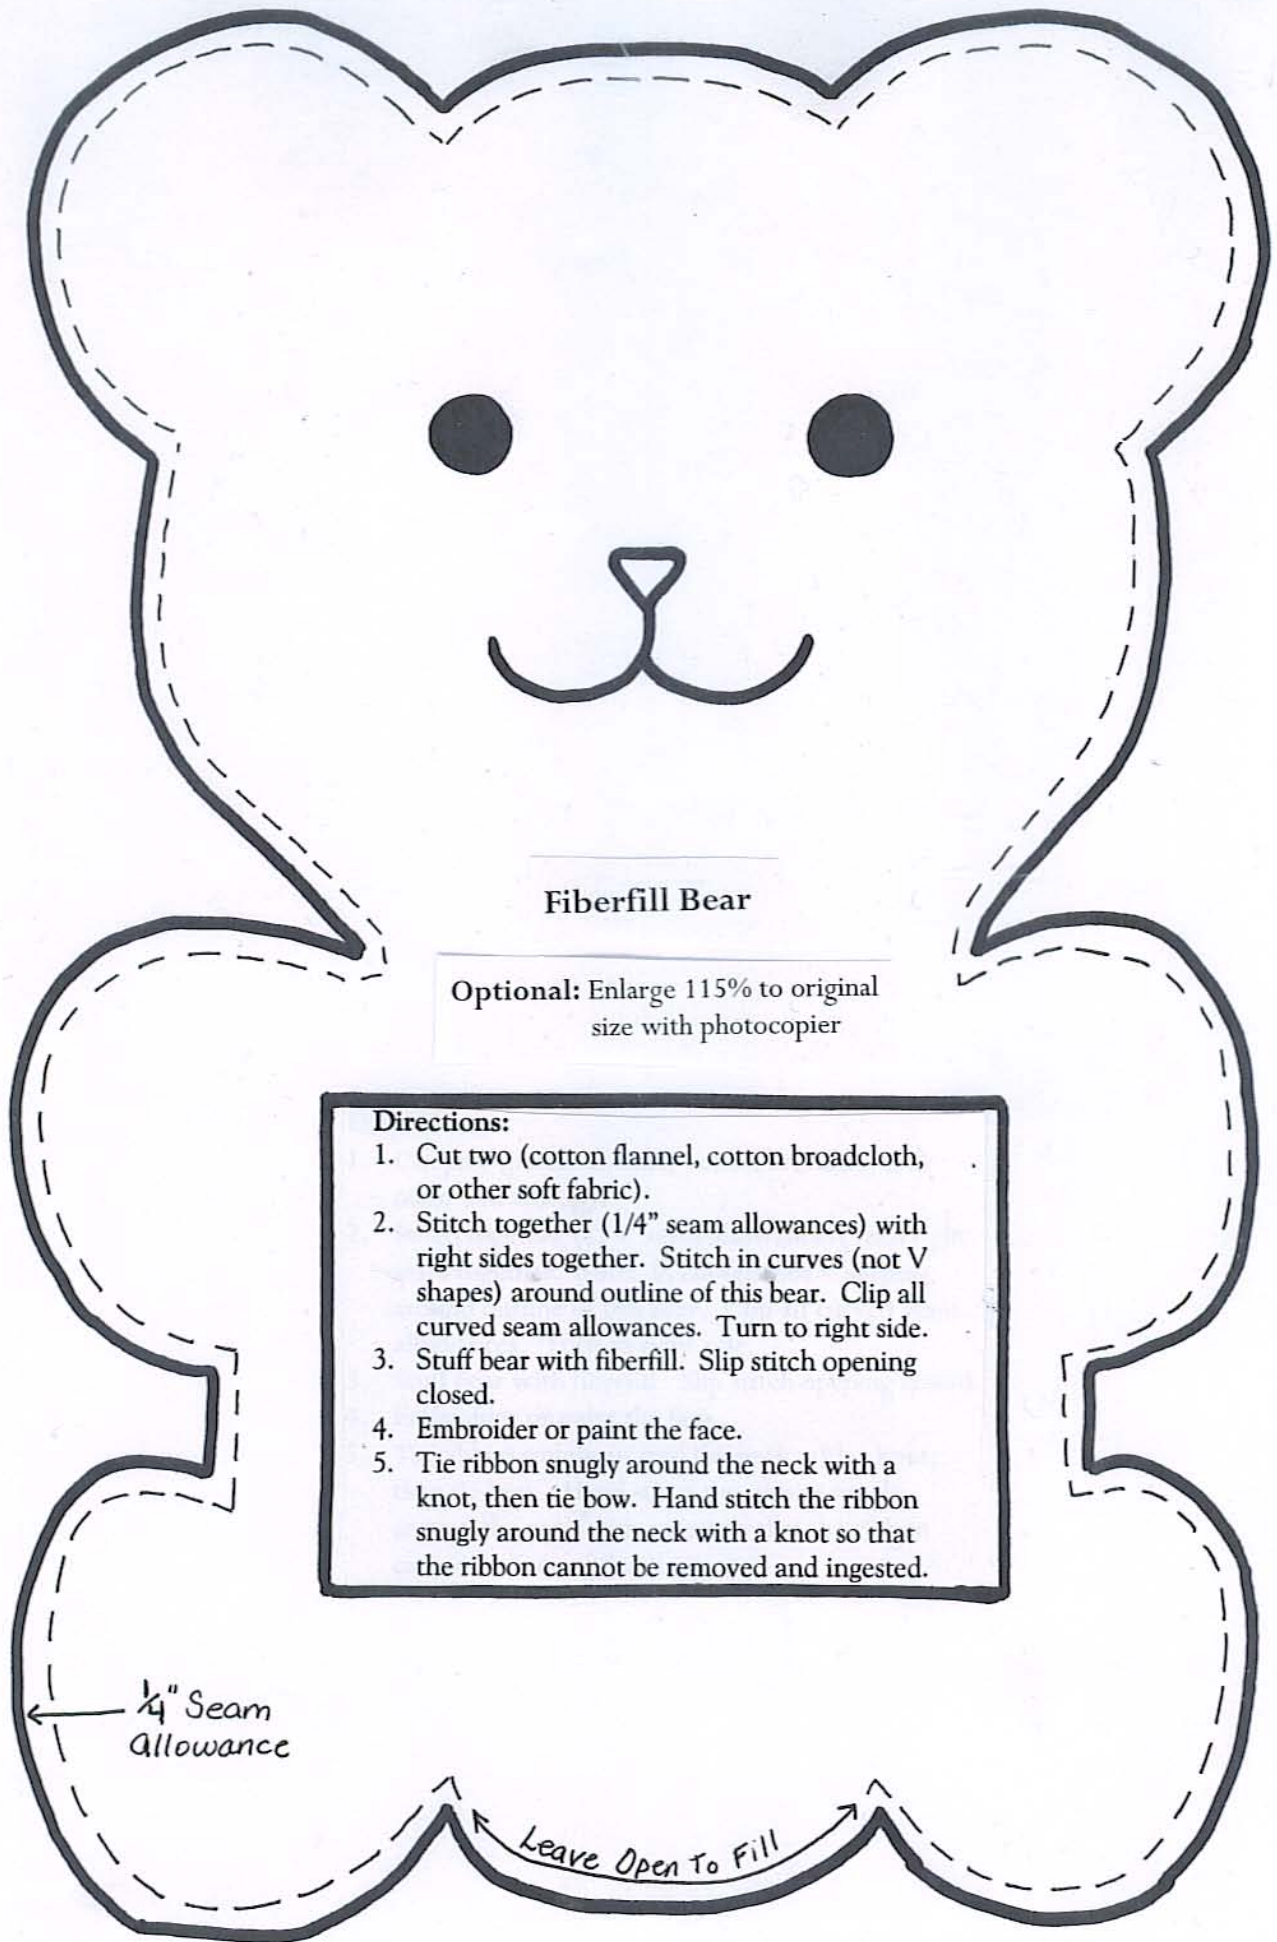 Fiberfill Bear
Optional: Enlarge 115% to original
size with photocopier
Directions:
1. Cut two (cotton flannel, cotton broadcloth,
or other soft fabric).
2. Stitch together (1/4” seam allowances) with
right sides together. Stitch in curves (not V
shapes) around outline of this bear. Clip all
curved seam allowances. Turn to right side.
3. Stuff bear with fiberfill. Slip stitch opening
closed.
4. Embroider or paint the face.
5. Tie ribbon snugly around the neck with a
knot, then tie bow. Hand stitch the ribbon
snugly around the neck with a knot so that
the ribbon cannot be removed and ingested.
¼" Seam
allowance
Leave Open To Fill